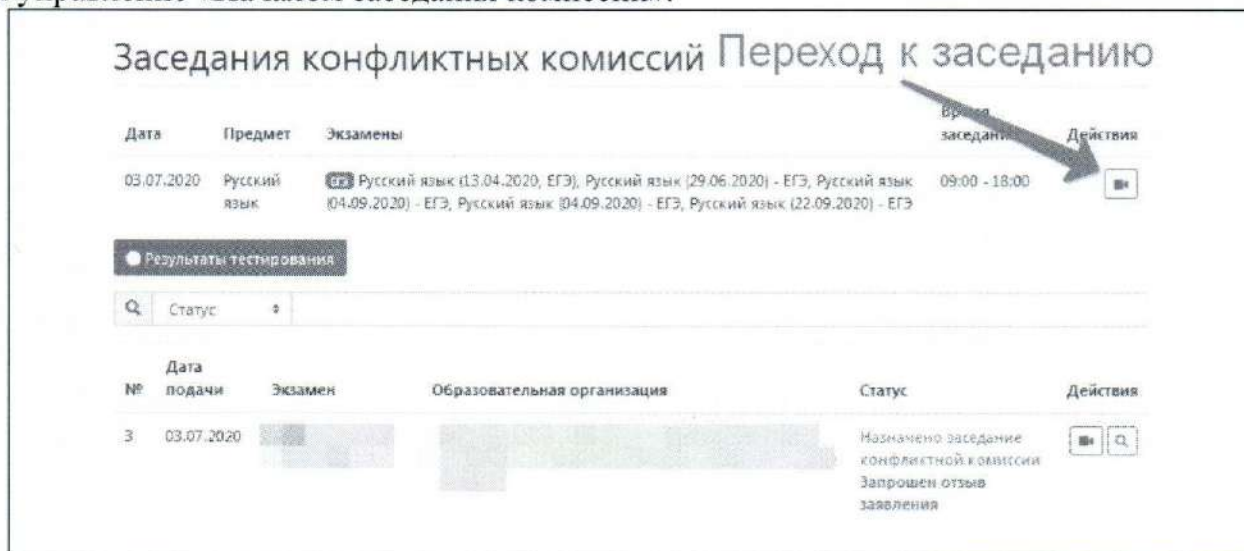 Заседания конфликтных комиссий Переход к заседанию
Дата Предмет Экзамены Время заседания Действия
03.07.2020 Русский язык ЕГЭ Русский язык (13.04.2020, ЕГЭ), Русский язык (29.06.2020) - ЕГЭ, Русский язык 09:00 - 18:00
(04.09.2020) - ЕГЭ, Русский язык (04.09.2020) - ЕГЭ, Русский язык (22.09.2020) - ЕГЭ
Результаты тестирования
Статус
№ Дата подачи Экзамен Образовательная организация Статус Действия
3 03.07.2020 Назначено заседание
конфликтной комиссии
Запрошен отзыв
заявления